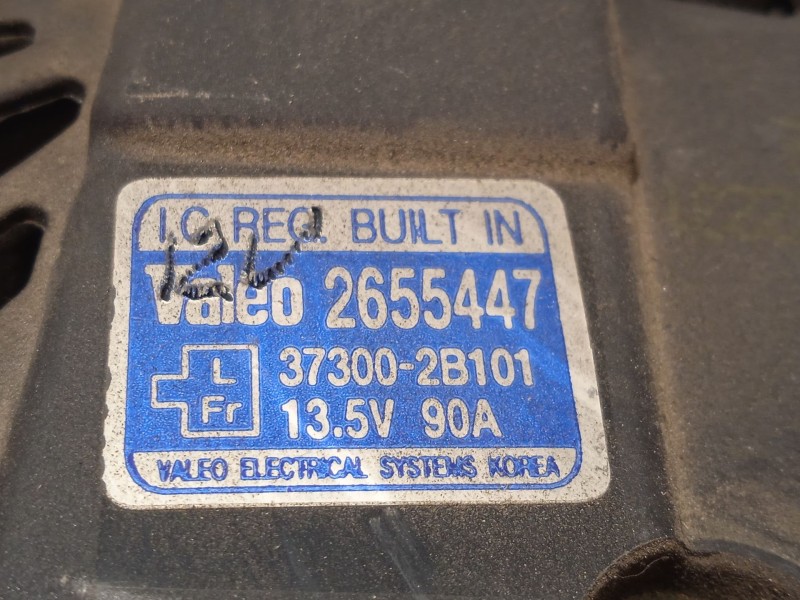 I.C REG. BUILT IN
Valeo 2655447
L 37300-2B101
Fr 13.5V 90A
VALEO ELECTRICAL SYSTEMS KOREA